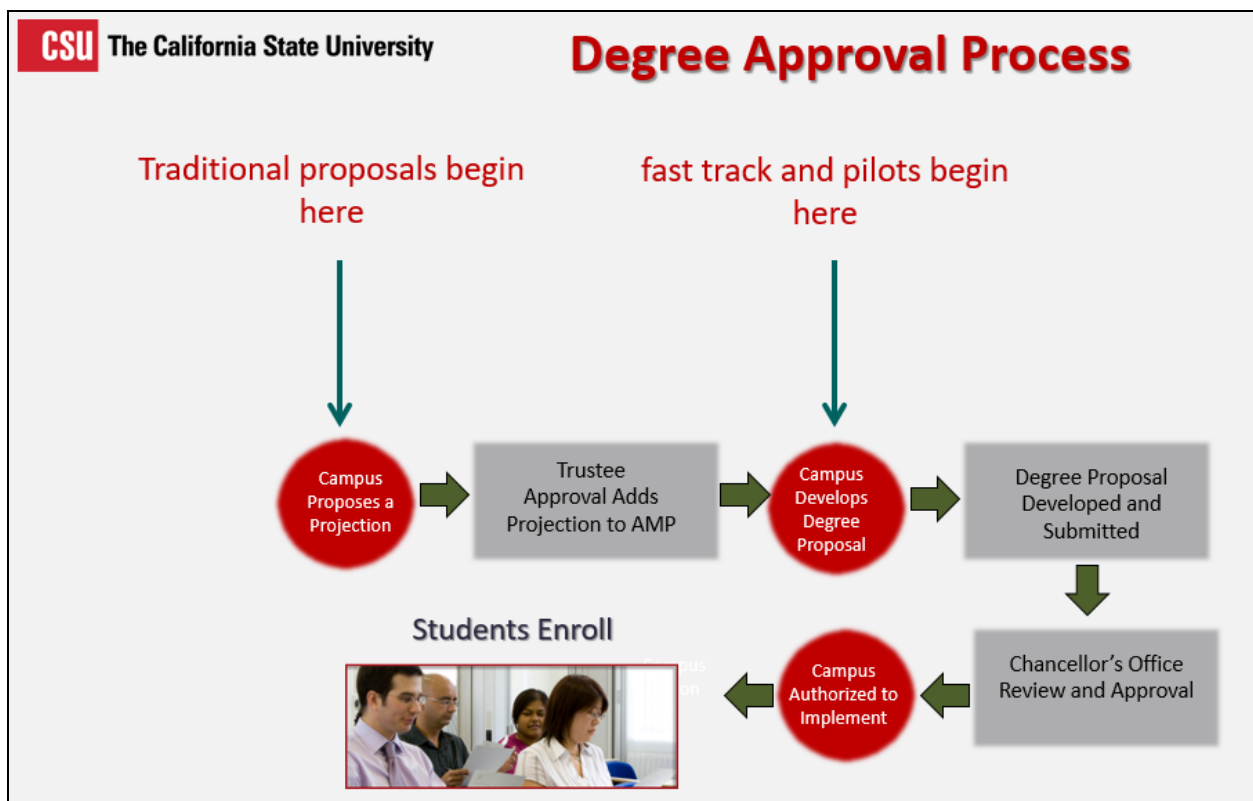 CSU The California State University
Degree Approval Process
Traditional proposals begin
here
fast track and pilots begin
here
Campus
Proposes a
Projection
Trustee
Approval Adds
Projection to AMP
Campus
Develops
Degree
Proposal
Degree Proposal
Developed and
Submitted
Chancellor's Office
Review and Approval
Campus
Authorized to
Implement
Students Enroll